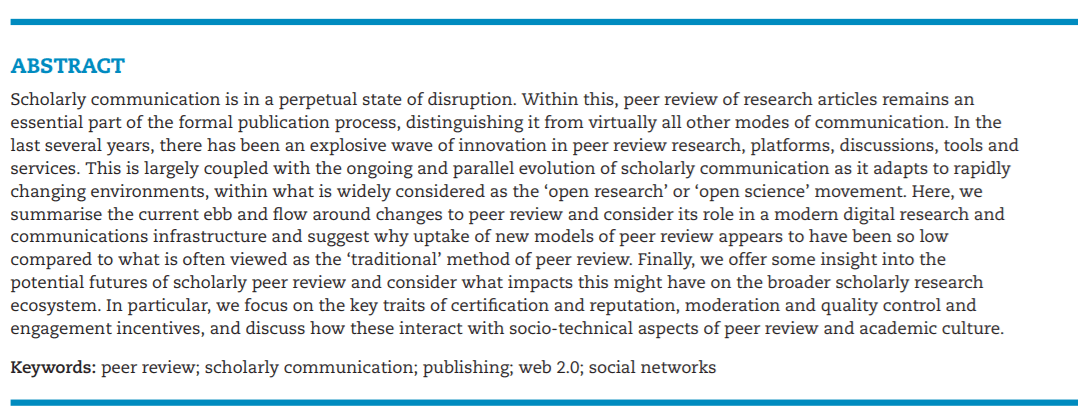 ABSTRACT
Scholarly communication is in a perpetual state of disruption. Within this, peer review of research articles remains an
essential part of the formal publication process, distinguishing it from virtually all other modes of communication. In the
last several years, there has been an explosive wave of innovation in peer review research, platforms, discussions, tools and
services. This is largely coupled with the ongoing and parallel evolution of scholarly communication as it adapts to rapidly
changing environments, within what is widely considered as the ‘open research’ or ‘open science’ movement. Here, we
summarise the current ebb and flow around changes to peer review and consider its role in a modern digital research and
communications infrastructure and suggest why uptake of new models of peer review appears to have been so low
compared to what is often viewed as the ‘traditional’ method of peer review. Finally, we offer some insight into the
potential futures of scholarly peer review and consider what impacts this might have on the broader scholarly research
ecosystem. In particular, we focus on the key traits of certification and reputation, moderation and quality control and
engagement incentives, and discuss how these interact with socio-technical aspects of peer review and academic culture.
Keywords: peer review; scholarly communication; publishing; web 2.0; social networks